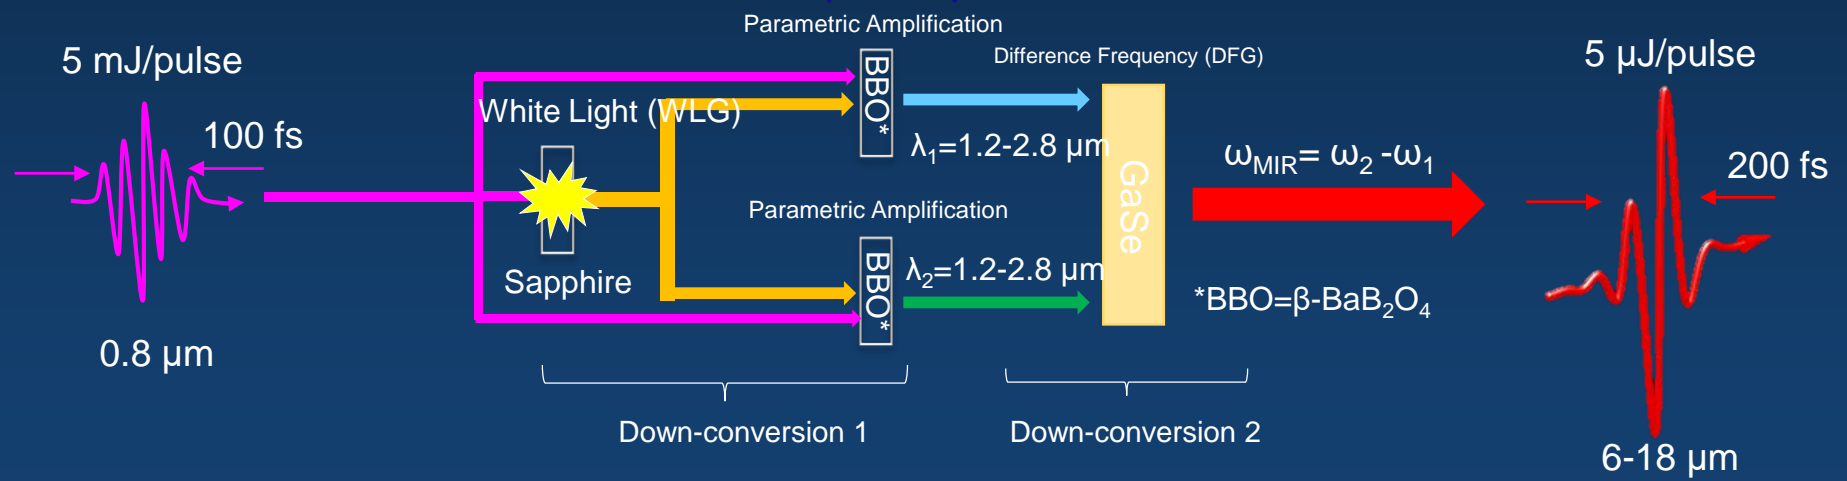 Parametric Amplification
5 mJ/pulse
Difference Frequency (DFG)
5 µJ/pulse
White Light (WLG)
BBO*
100 fs
λ1=1.2-2.8 µm
ωMIR= ω2 -ω1
200 fs
GaSe
Parametric Amplification
Sapphire
BBO*
λ2=1.2-2.8 µm
*BBO=β-BaB2O4
0.8 µm
Down-conversion 1
Down-conversion 2
6-18 µm